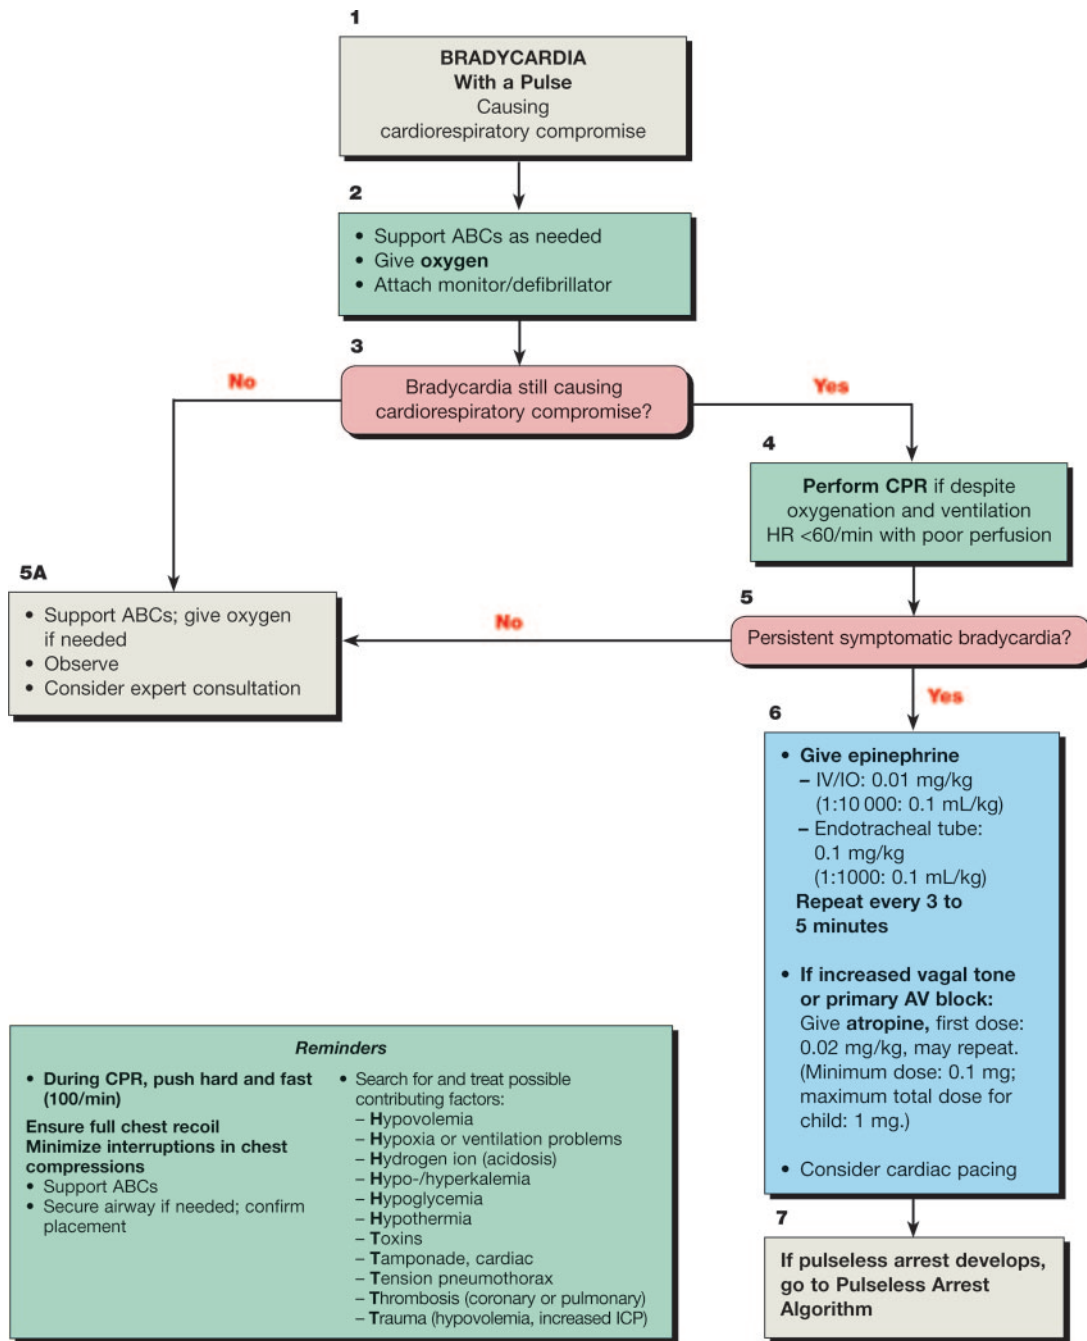 1
BRADYCARDIA
With a Pulse
Causing
cardiorespiratory compromise
2
• Support ABCs as needed
• Give oxygen
• Attach monitor/defibrillator
3
Bradycardia still causing
cardiorespiratory compromise?
No
Yes
4
Perform CPR if despite
oxygenation and ventilation
HR <60/min with poor perfusion
5A
• Support ABCs; give oxygen
if needed
• Observe
• Consider expert consultation
No
5
Persistent symptomatic bradycardia?
Yes
6
• Give epinephrine
– IV/IO: 0.01 mg/kg
(1:10 000: 0.1 mL/kg)
– Endotracheal tube:
0.1 mg/kg
(1:1000: 0.1 mL/kg)
Repeat every 3 to
5 minutes
• If increased vagal tone
or primary AV block:
Give atropine, first dose:
0.02 mg/kg, may repeat.
(Minimum dose: 0.1 mg;
maximum total dose for
child: 1 mg.)
• Consider cardiac pacing
7
If pulseless arrest develops,
go to Pulseless Arrest
Algorithm
Reminders
• During CPR, push hard and fast
(100/min)
Ensure full chest recoil
Minimize interruptions in chest
compressions
• Support ABCs
• Secure airway if needed; confirm
placement
• Search for and treat possible
contributing factors:
– Hypovolemia
– Hypoxia or ventilation problems
– Hydrogen ion (acidosis)
– Hypo-/hyperkalemia
– Hypoglycemia
– Hypothermia
– Toxins
– Tamponade, cardiac
– Tension pneumothorax
– Thrombosis (coronary or pulmonary)
– Trauma (hypovolemia, increased ICP)